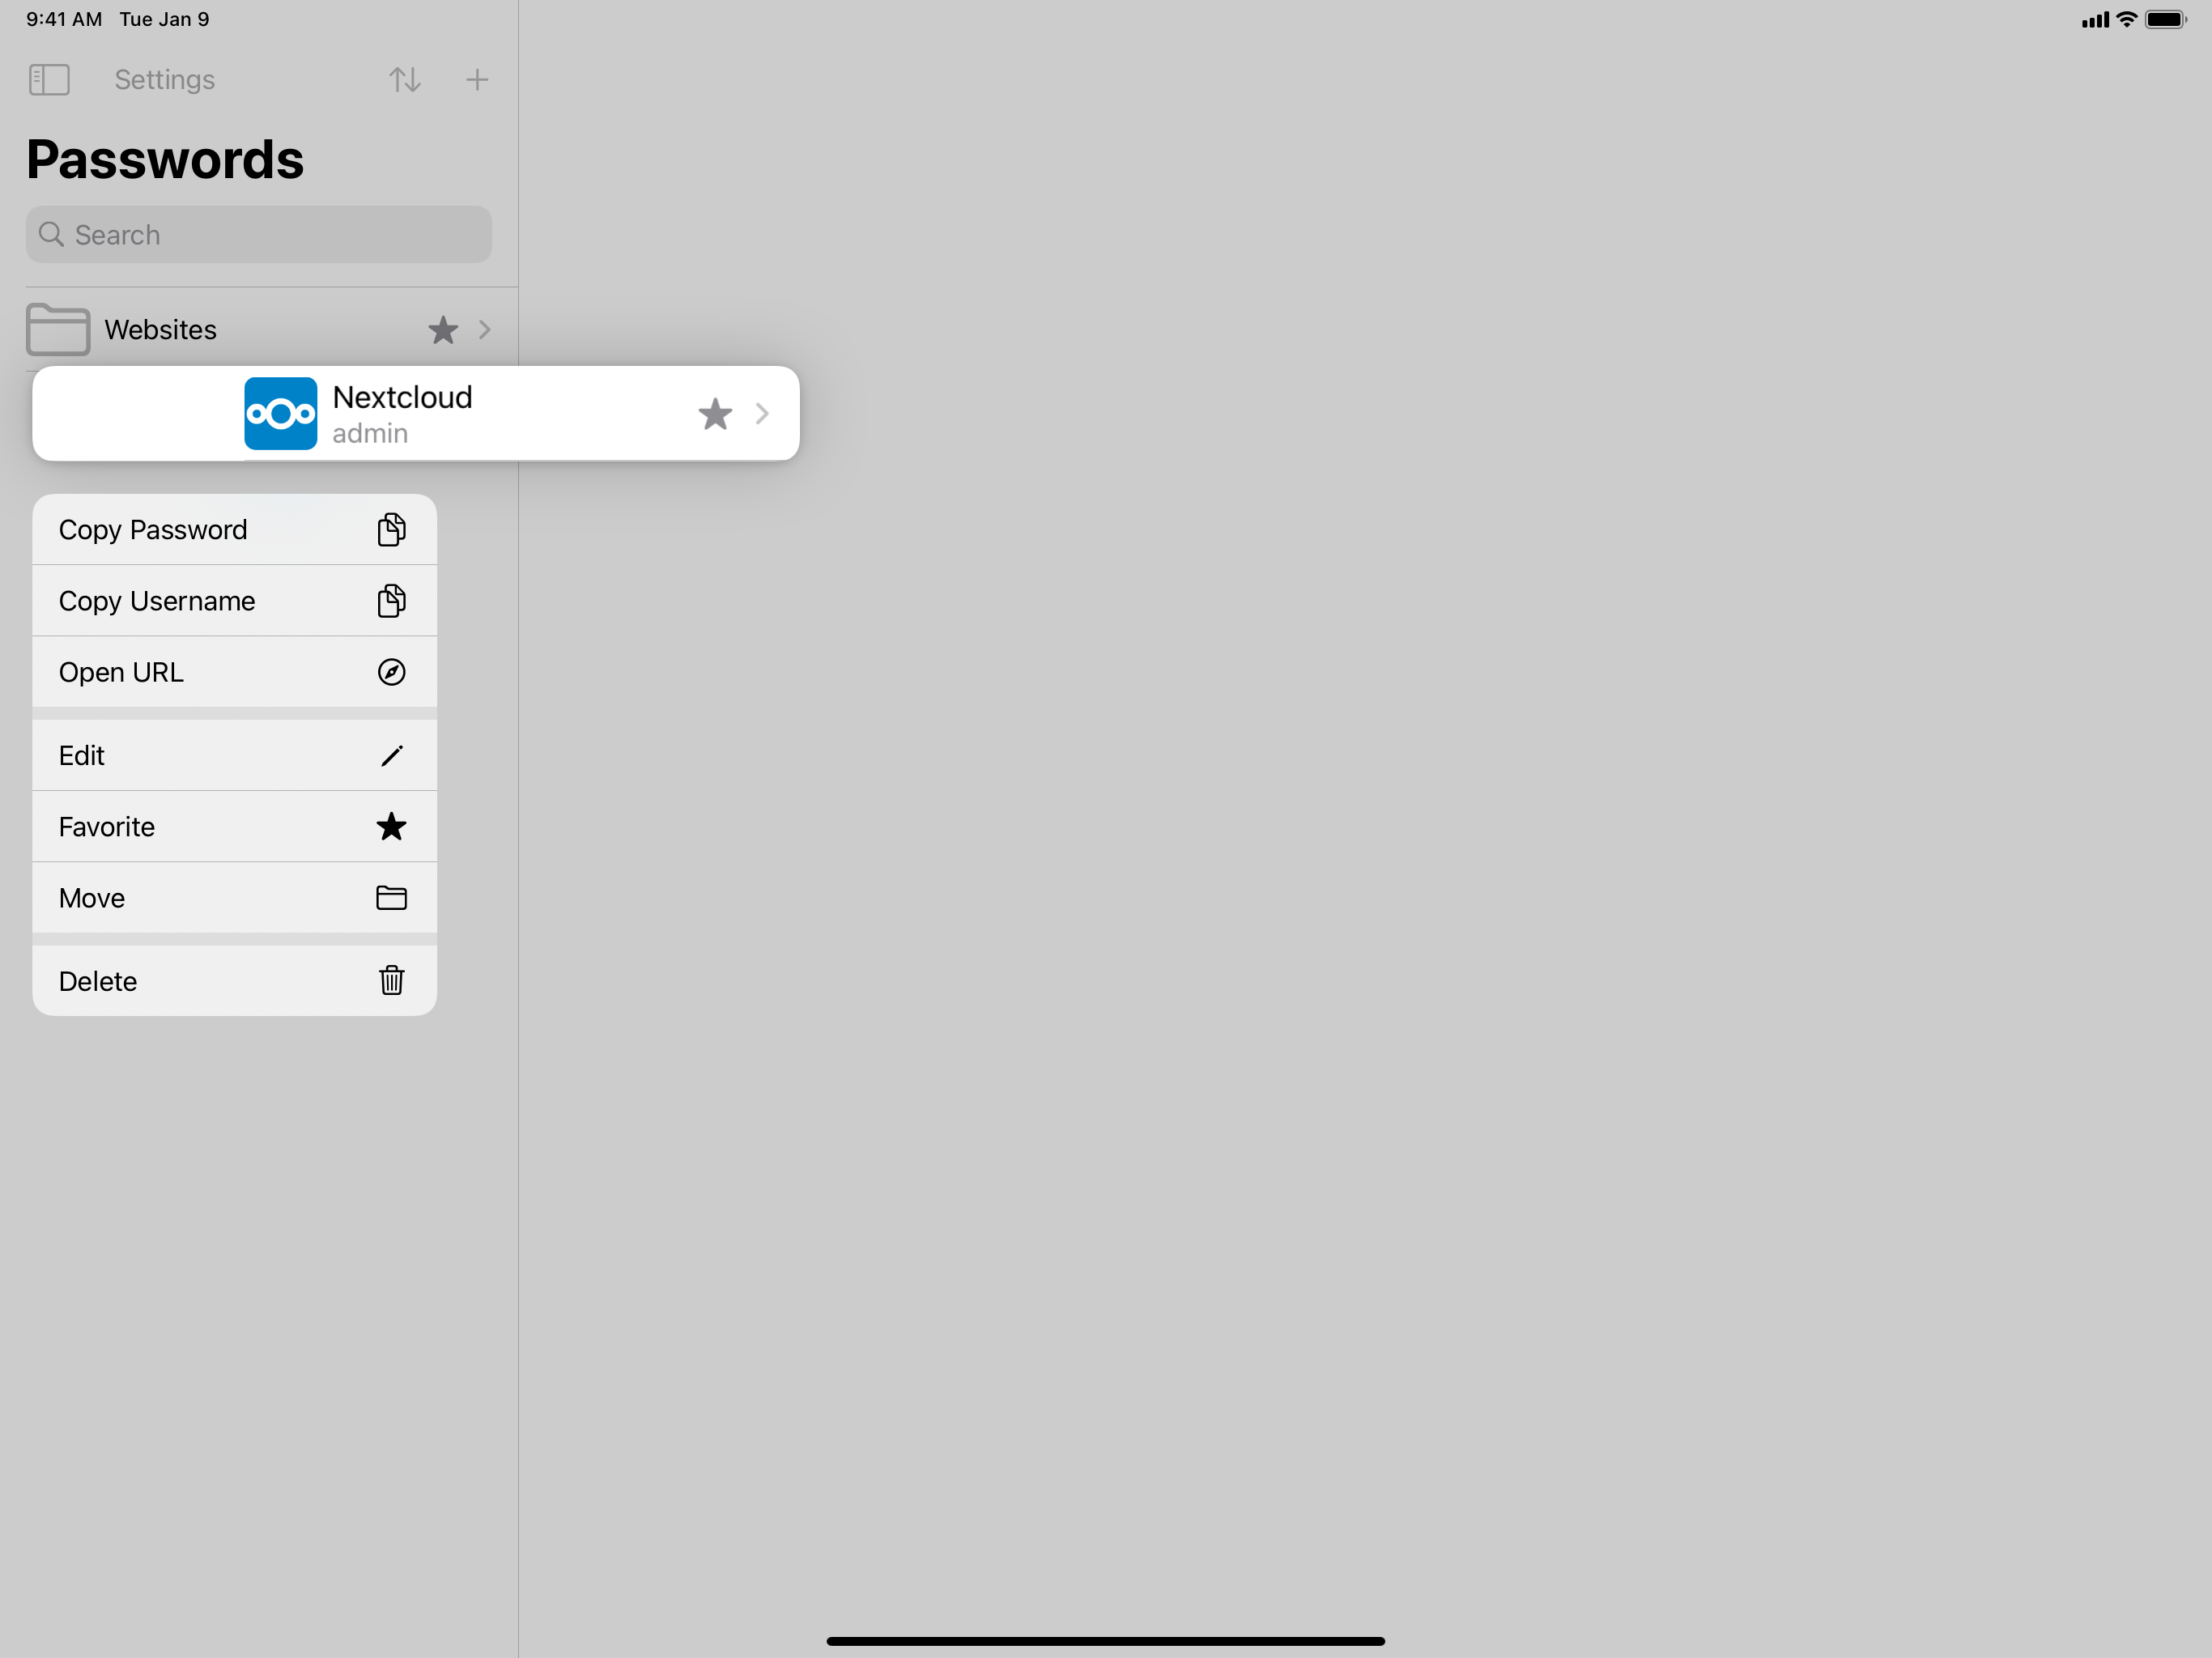 9:41 AM Tue Jan 9
Settings
Passwords
Search
Websites
Nextcloud
admin
Copy Password
Copy Username
Open URL
Edit
Favorite
Move
Delete